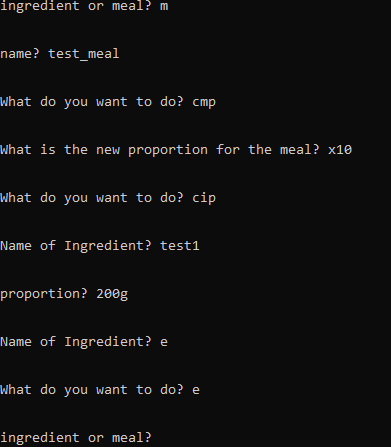 ingredient or meal? m
name? test_meal
What do you want to do? cmp
What is the new proportion for the meal? x10
What do you want to do? cip
Name of Ingredient? test1
proportion? 200g
Name of Ingredient? e
What do you want to do? e
ingredient or meal?